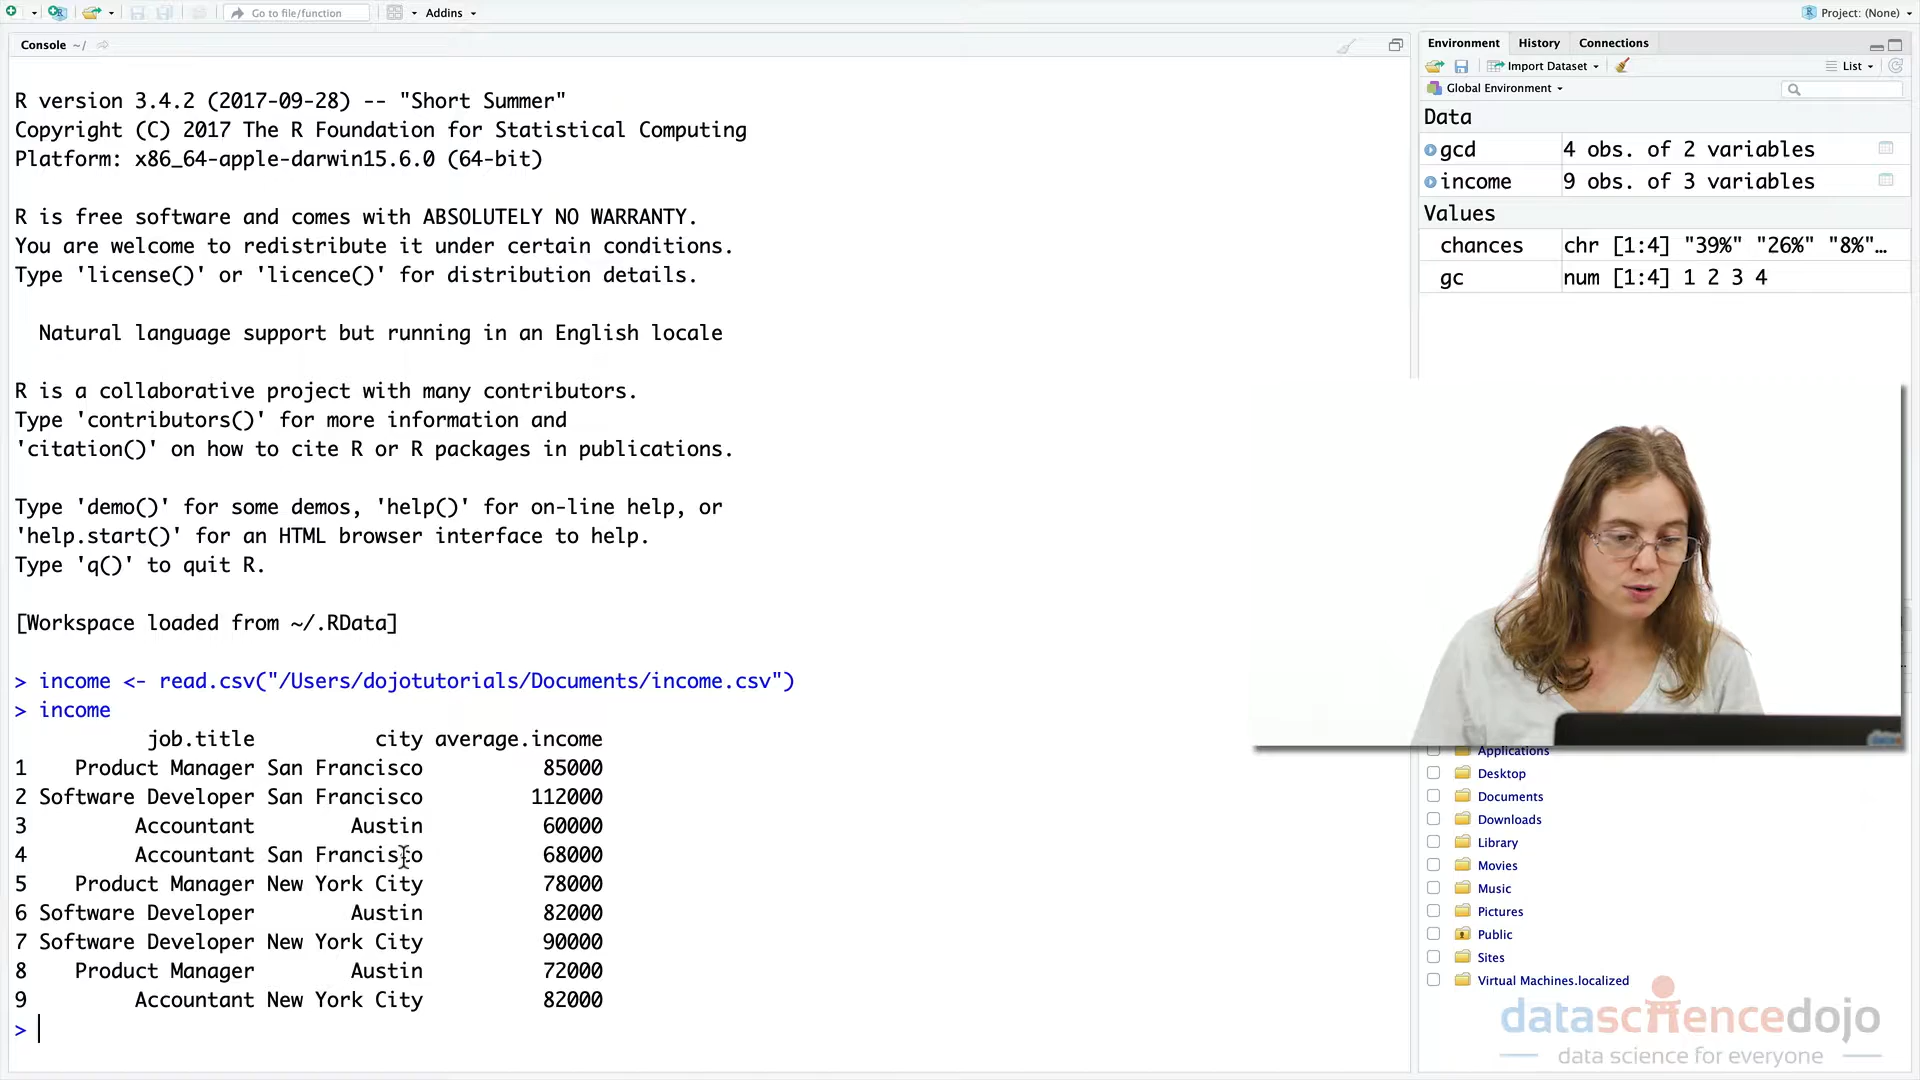 Go to file/function
Addins
Project: (None)
Console ~/
R version 3.4.2 (2017-09-28) -- "Short Summer"
Copyright (C) 2017 The R Foundation for Statistical Computing
Platform: x86_64-apple-darwin15.6.0 (64-bit)
R is free software and comes with ABSOLUTELY NO WARRANTY.
You are welcome to redistribute it under certain conditions.
Type 'license()' or 'licence()' for distribution details.
Natural language support but running in an English locale
R is a collaborative project with many contributors.
Type 'contributors()' for more information and
'citation()' on how to cite R or R packages in publications.
Type 'demo()' for some demos, 'help()' for on-line help, or
'help.start()' for an HTML browser interface to help.
Type 'q()' to quit R.
[Workspace loaded from ~/.RData]
> income <- read.csv("/Users/dojotutorials/Documents/income.csv")
> income
job.title city average.income
1 Product Manager San Francisco 85000
2 Software Developer San Francisco 112000
3 Accountant Austin 60000
4 Accountant San Francisco 68000
5 Product Manager New York City 78000
6 Software Developer Austin 82000
7 Software Developer New York City 90000
8 Product Manager Austin 72000
9 Accountant New York City 82000
>
Environment History Connections
Import Dataset List
Global Environment
Data
gcd 4 obs. of 2 variables
income 9 obs. of 3 variables
Values
chances chr [1:4] "39%" "26%" "8%"…
gc num [1:4] 1 2 3 4
Applications
Desktop
Documents
Downloads
Library
Movies
Music
Pictures
Public
Sites
Virtual Machines.localized
datasciencedojo
data science for everyone